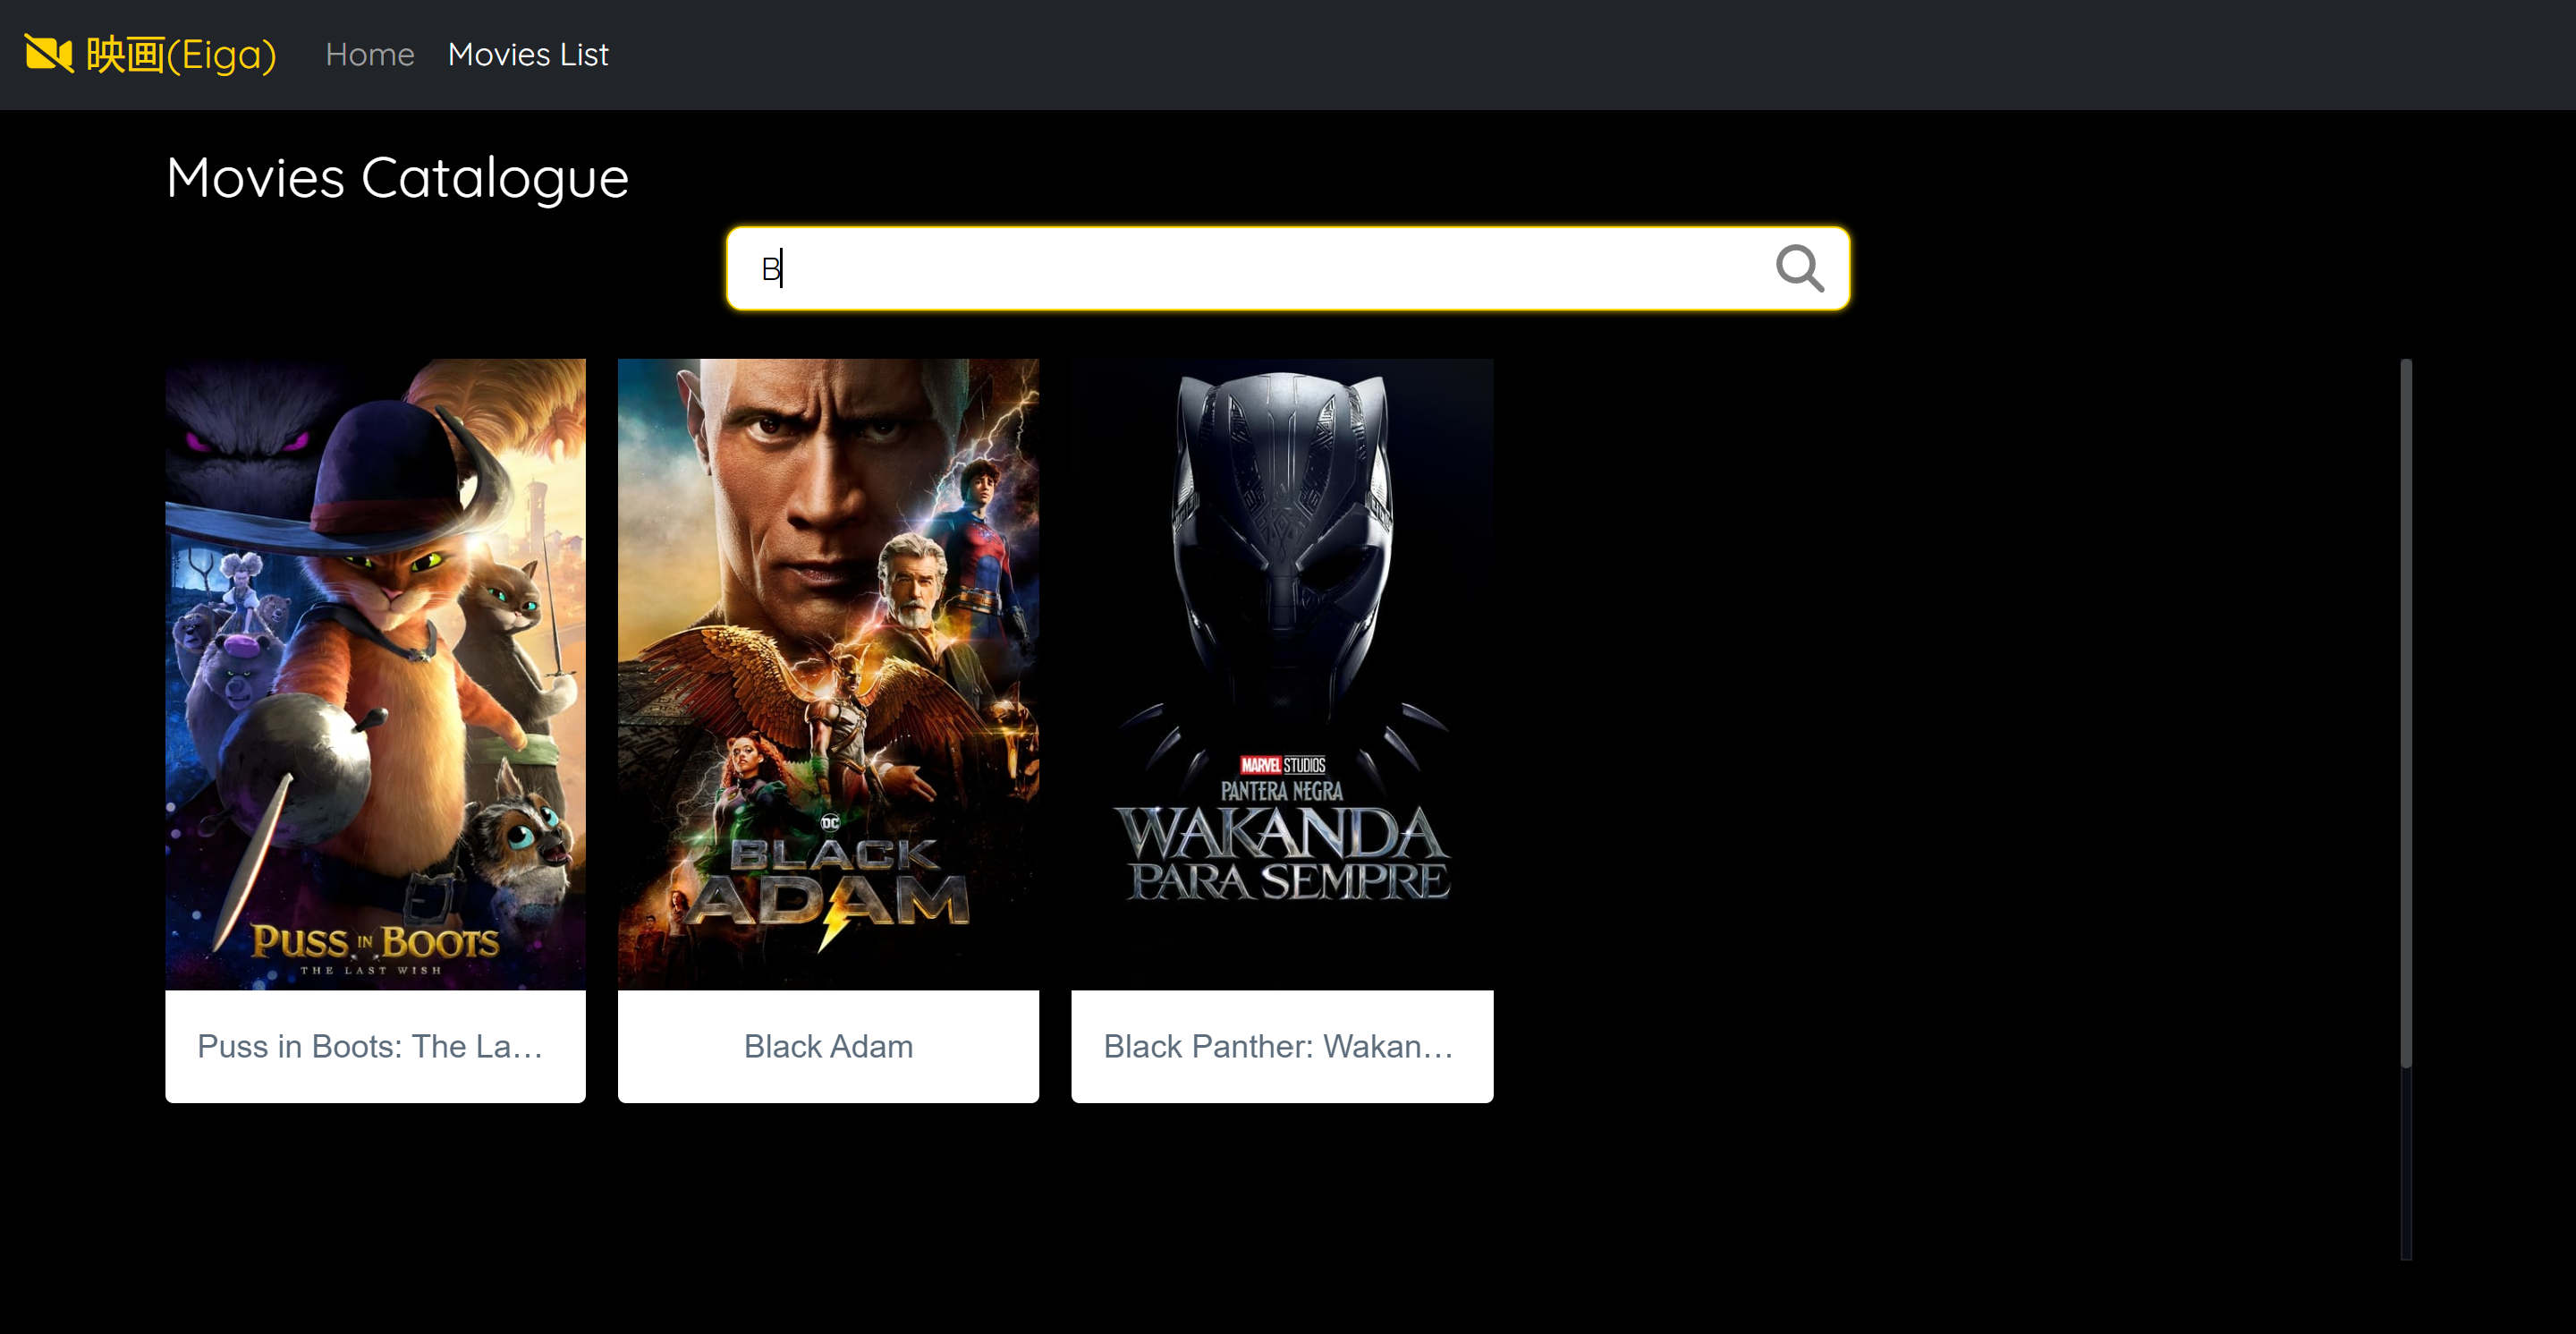 映画(Eiga) Home Movies List
Movies Catalogue
B
PUSS IN BOOTS
THE LAST WISH
DC
BLACK
ADAM
MARVEL STUDIOS
PANTERA NEGRA
WAKANDA
PARA SEMPRE
Puss in Boots: The La...
Black Adam
Black Panther: Wakan...